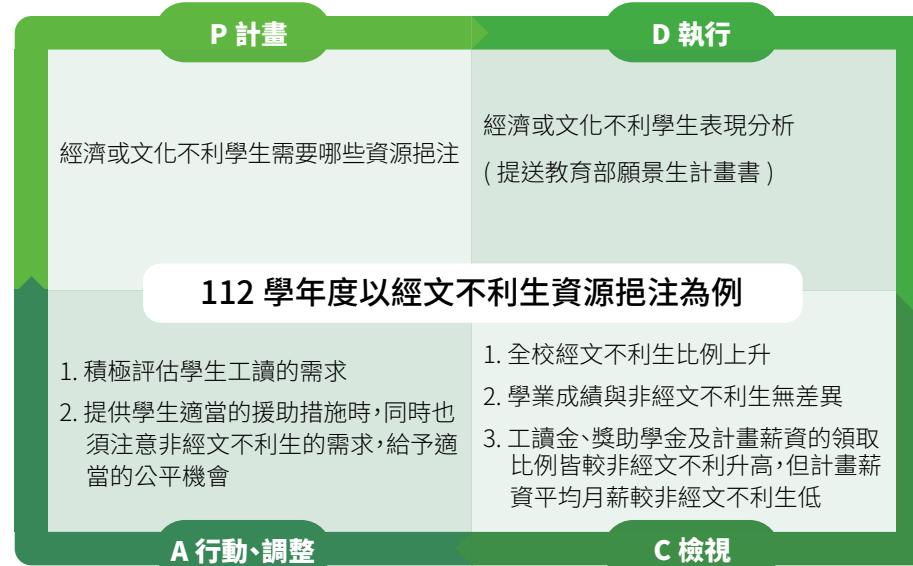 P 計畫
經濟或文化不利學生需要哪些資源挹注
D 執行
經濟或文化不利學生表現分析
( 提送教育部願景生計畫書 )
112 學年度以經文不利生資源挹注為例
1. 積極評估學生工讀的需求
2. 提供學生適當的援助措施時，同時也
須注意非經文不利生的需求，給予適
當的公平機會
A 行動、調整
1. 全校經文不利生比例上升
2. 學業成績與非經文不利生無差異
3. 工讀金、獎助學金及計畫薪資的領取
比例皆較非經文不利升高，但計畫薪
資平均月薪較非經文不利生低
C 檢視